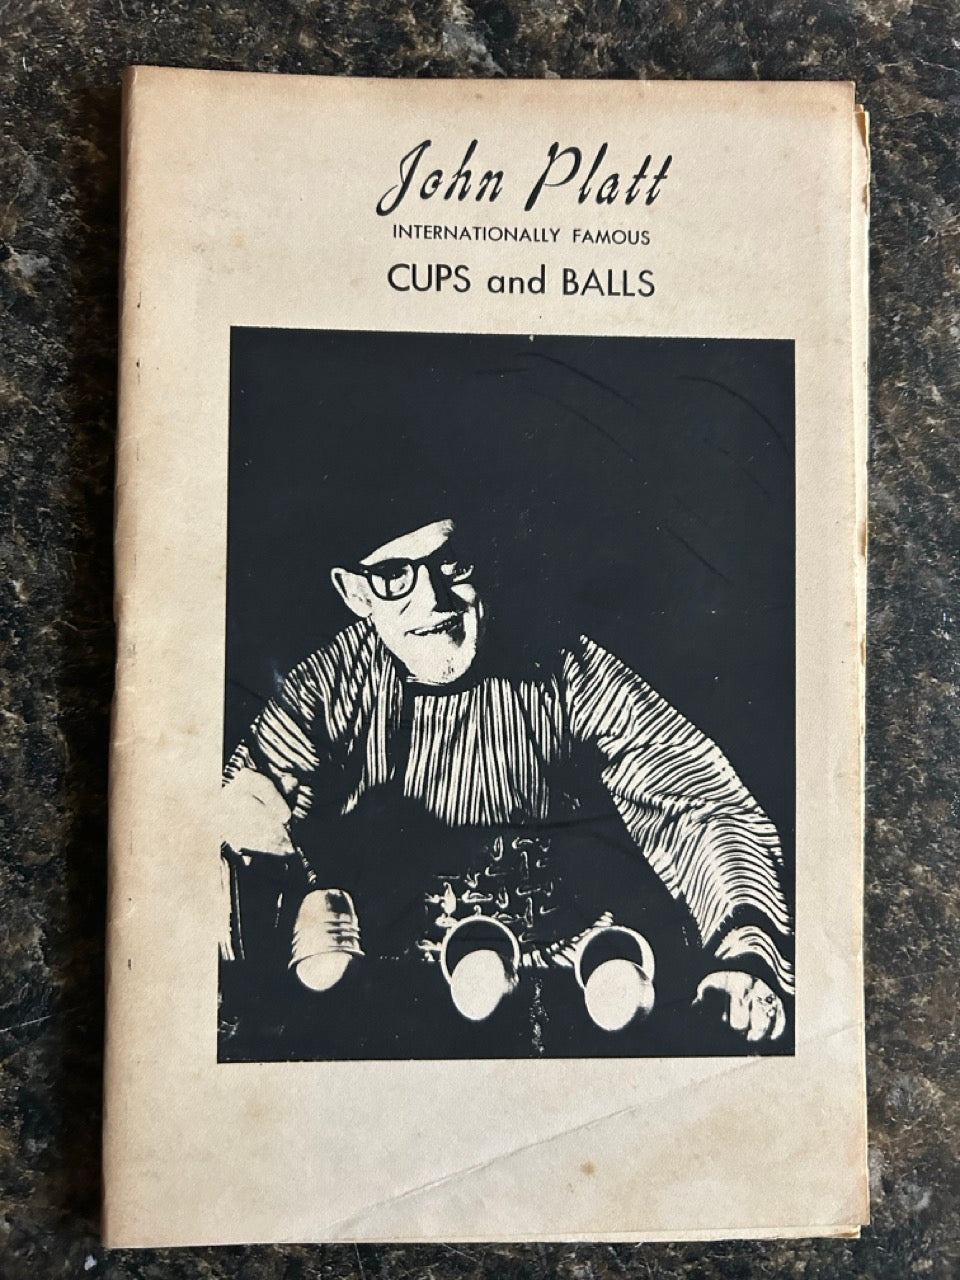 John Platt
INTERNATIONALLY FAMOUS
CUPS and BALLS